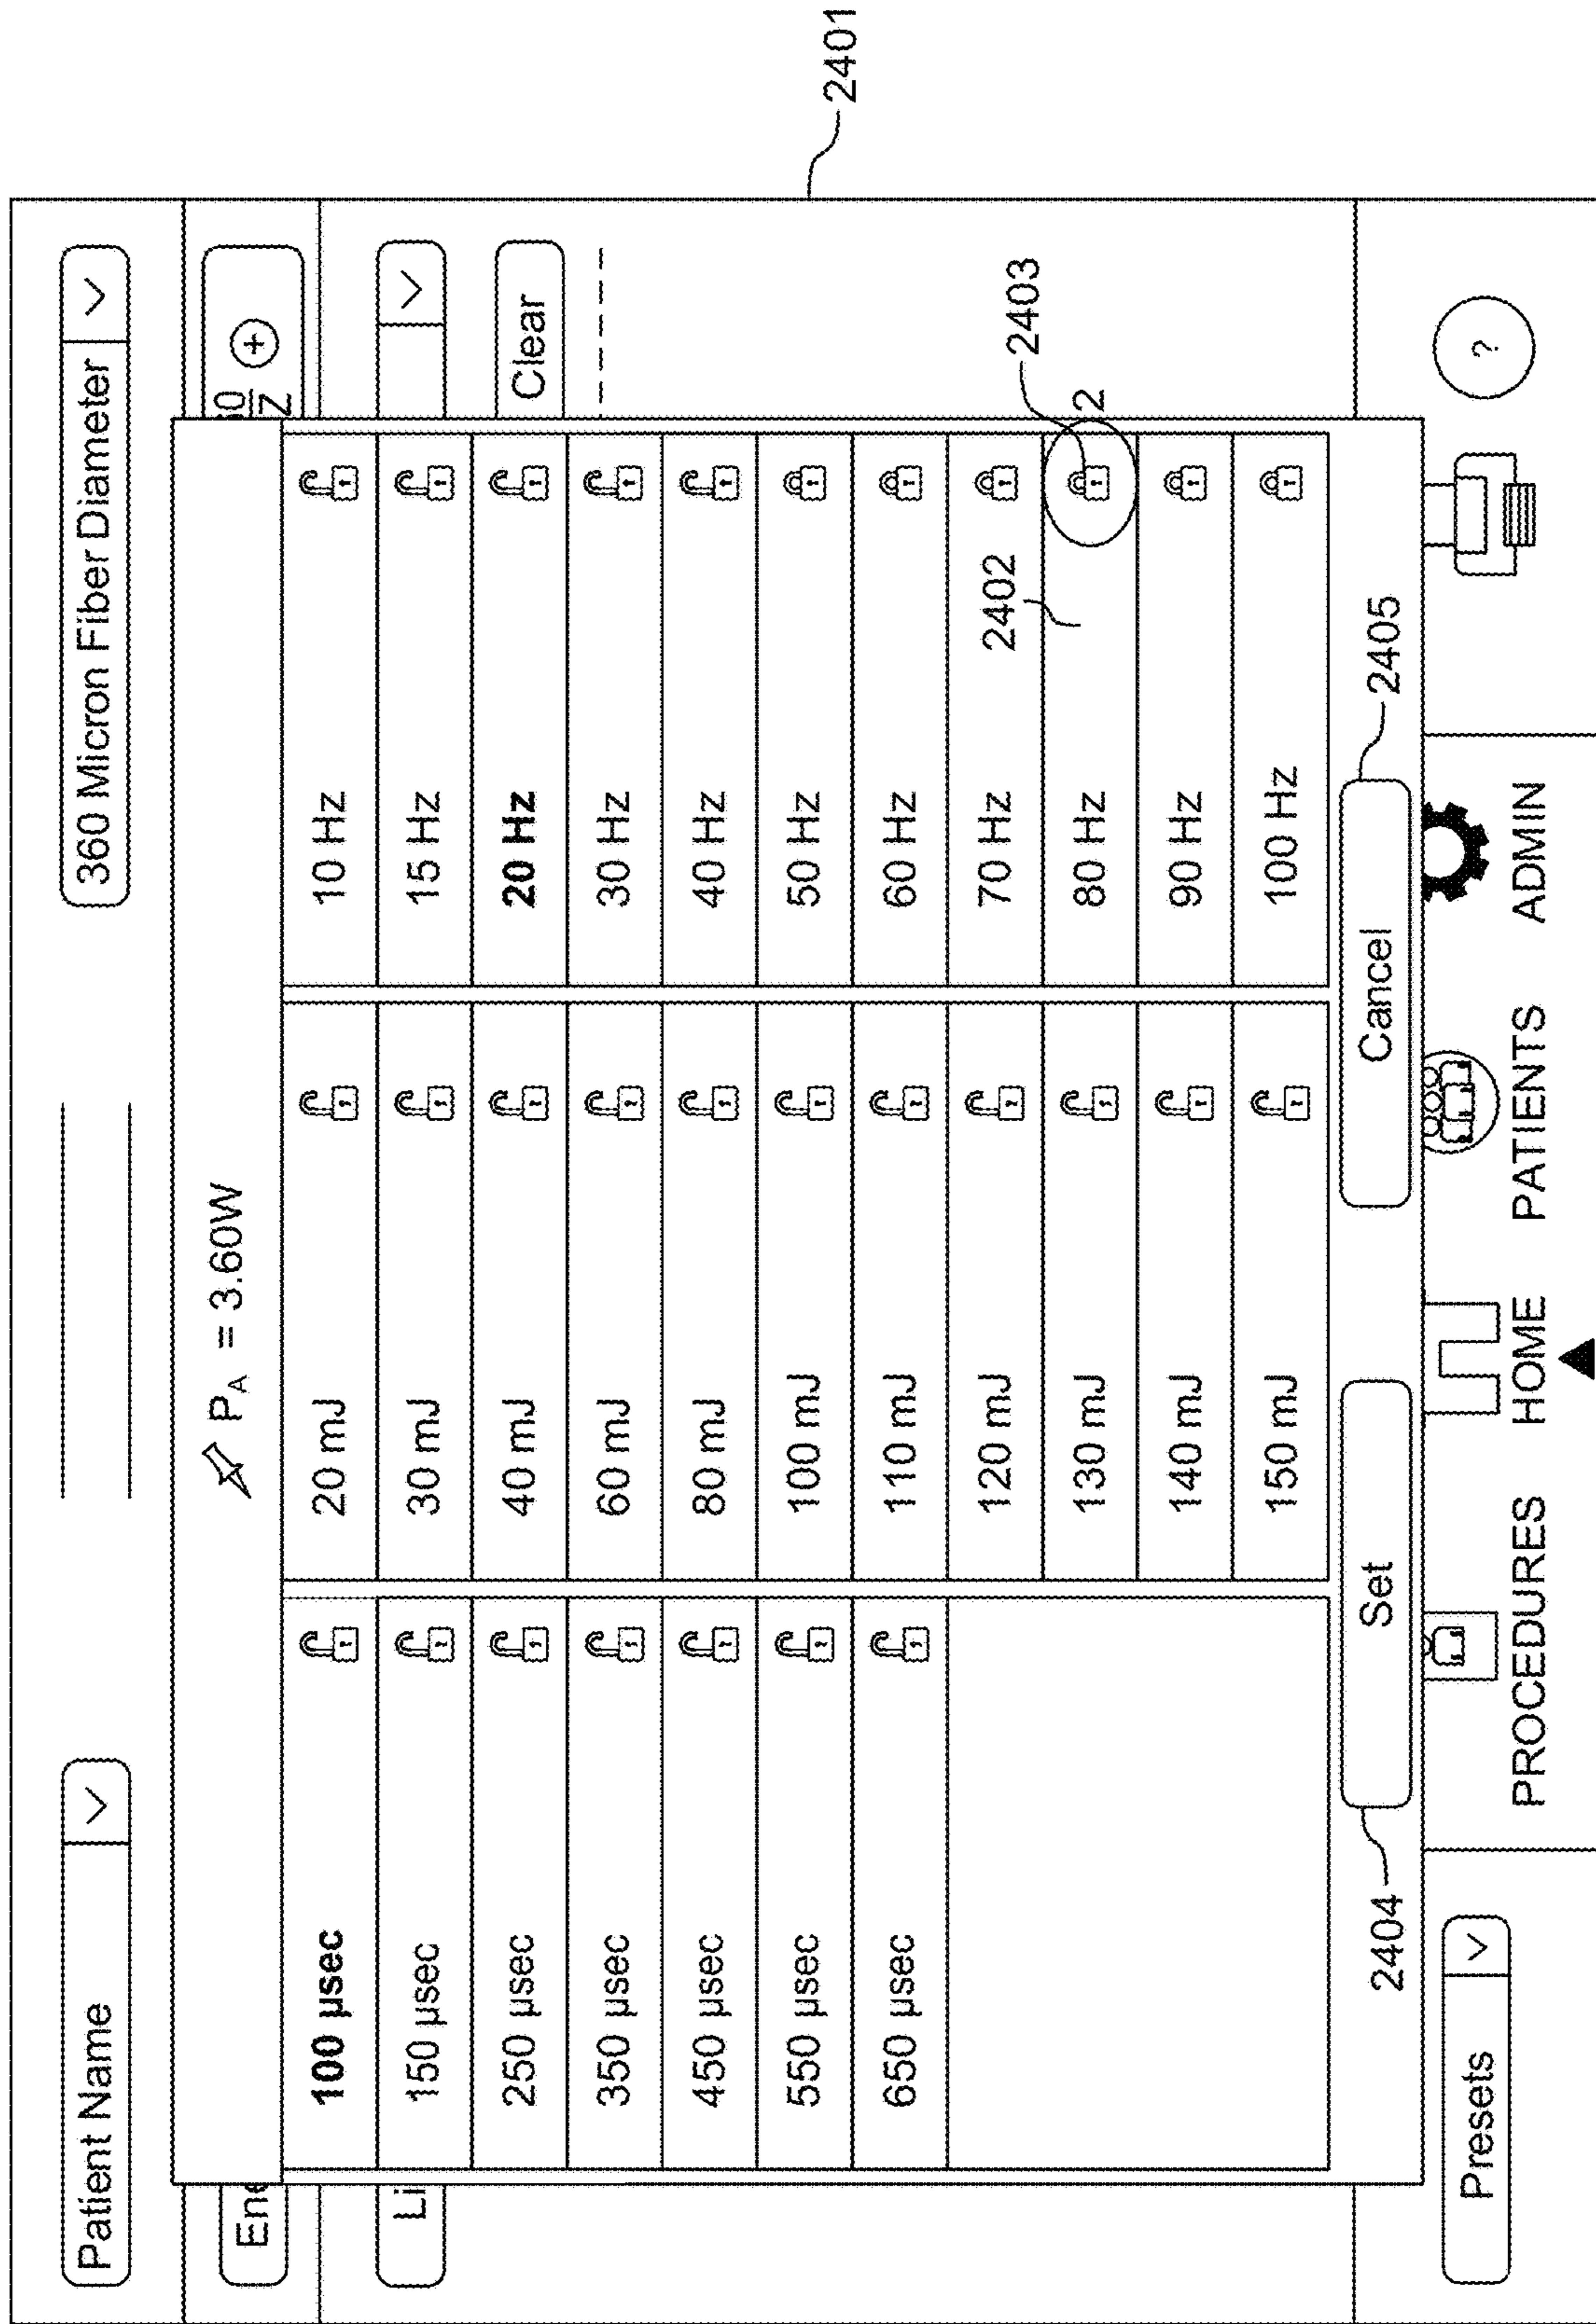 Patient Name
360 Micron Fiber Diameter
Ene
00
Z
+
P_A = 3.60W
Li
Clear
100 µsec 20 mJ 10 Hz
150 µsec 30 mJ 15 Hz
250 µsec 40 mJ 20 Hz
350 µsec 60 mJ 30 Hz
450 µsec 80 mJ 40 Hz
550 µsec 100 mJ 50 Hz
650 µsec 110 mJ 60 Hz
120 mJ 70 Hz
130 mJ 80 Hz
140 mJ 90 Hz
150 mJ 100 Hz
2401
2402
2403
2
Set
Cancel
2404
2405
Presets
PROCEDURES
HOME
PATIENTS
ADMIN
?